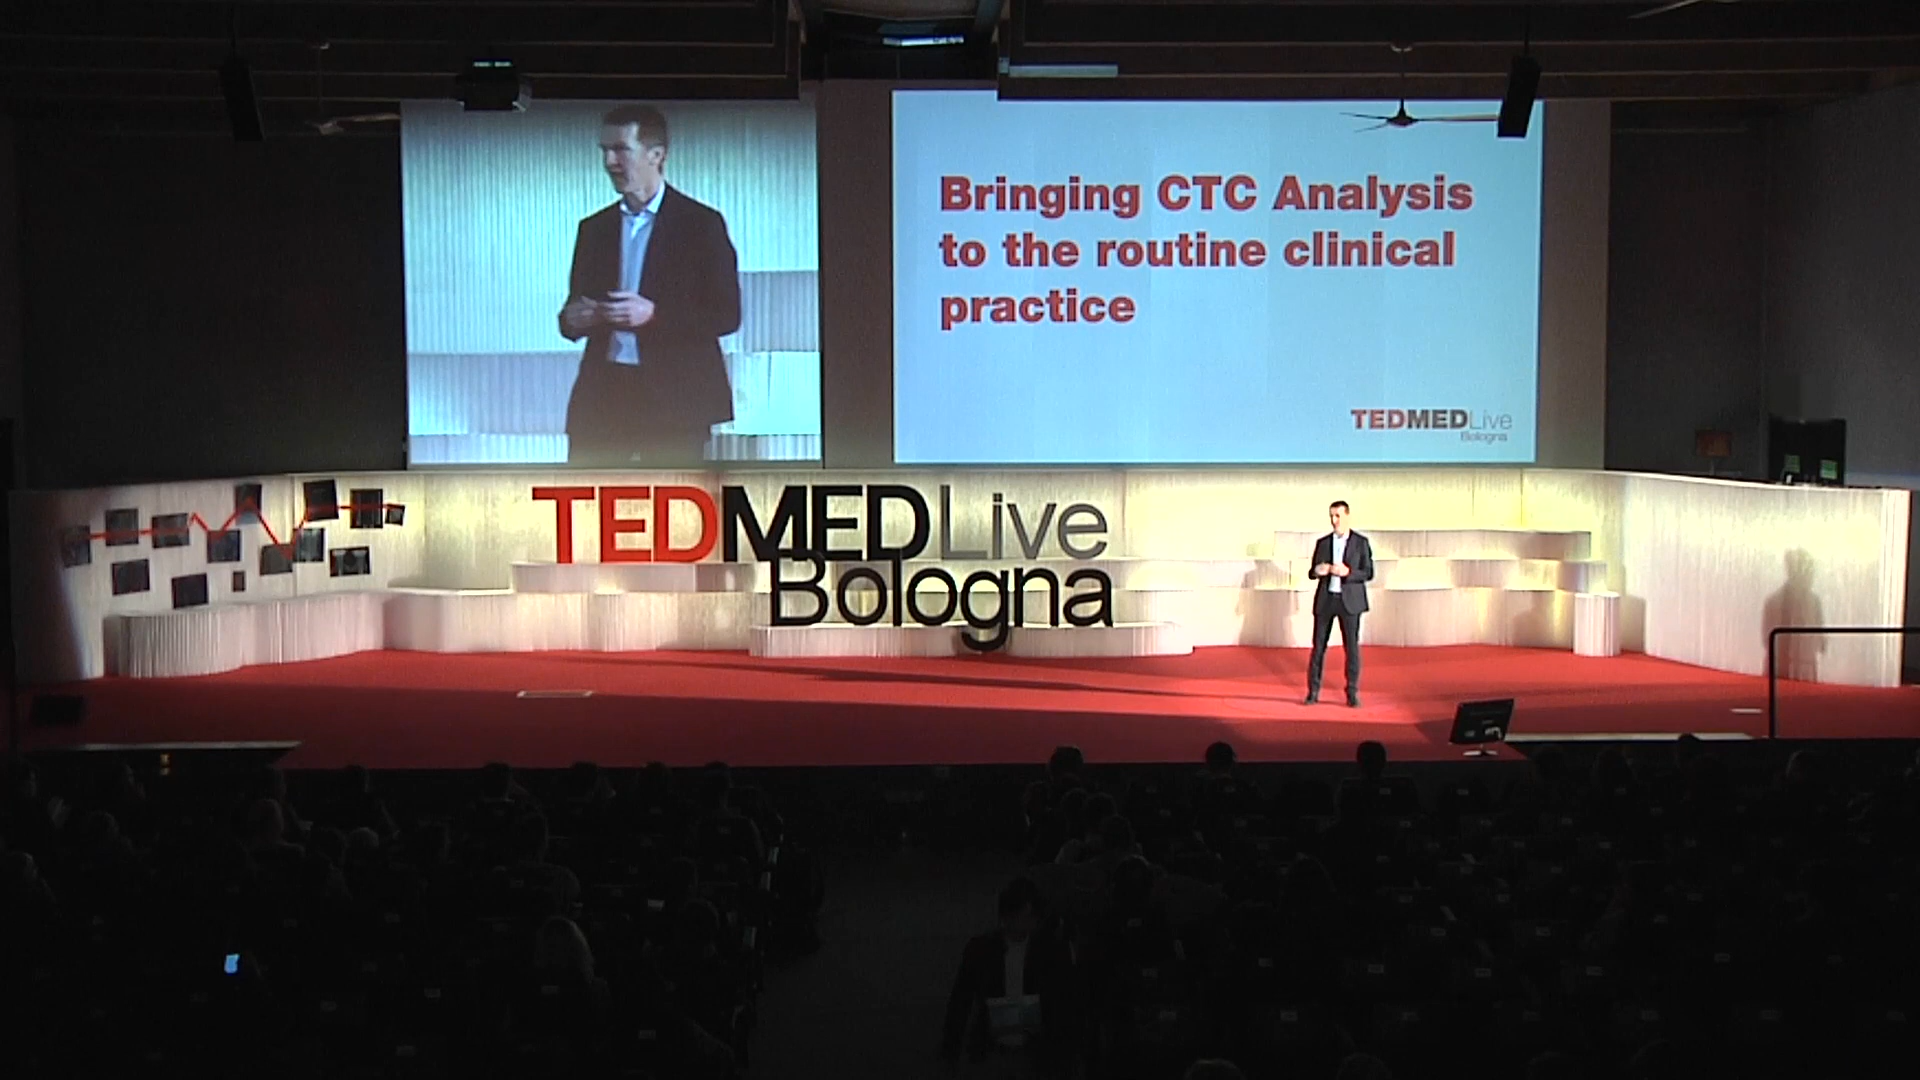 Bringing CTC Analysis
to the routine clinical
practice
TEDMEDLive
Bologna
TEDMEDLive
Bologna